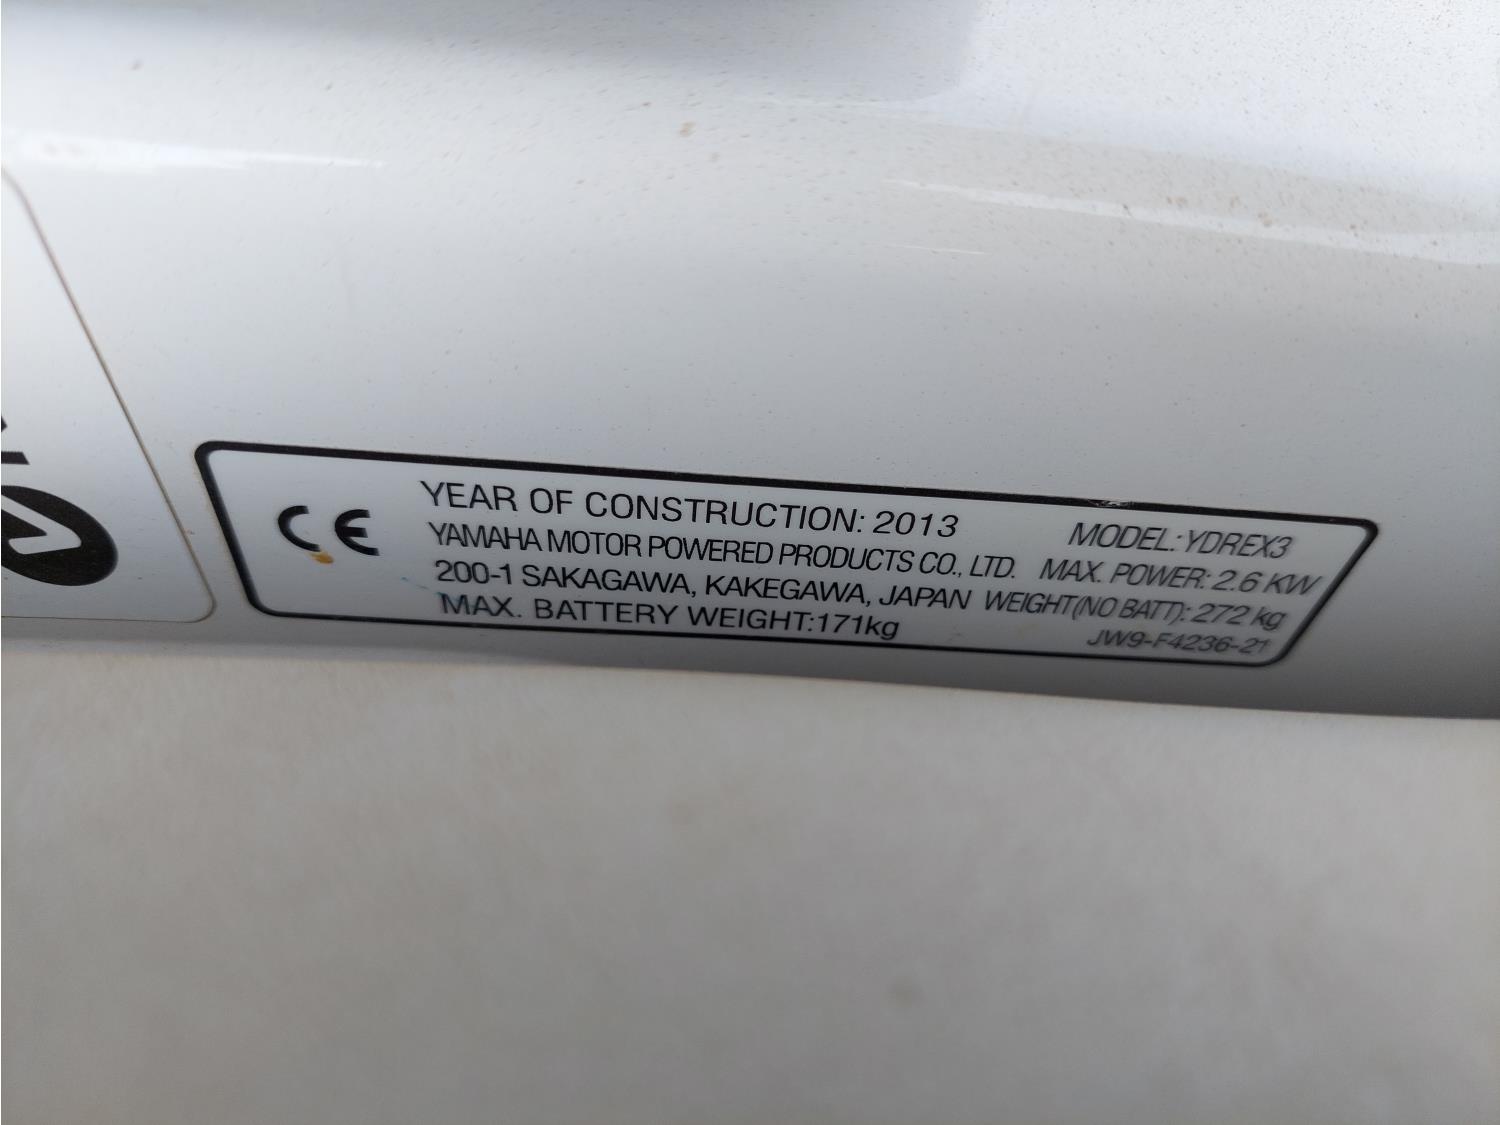 CE
YEAR OF CONSTRUCTION: 2013 MODEL: YDREX3
YAMAHA MOTOR POWERED PRODUCTS CO., LTD. MAX. POWER: 2.6 KW
200-1 SAKAGAWA, KAKEGAWA, JAPAN WEIGHT(NO BATT): 272 kg
MAX. BATTERY WEIGHT:171kg JW9-F4236-21